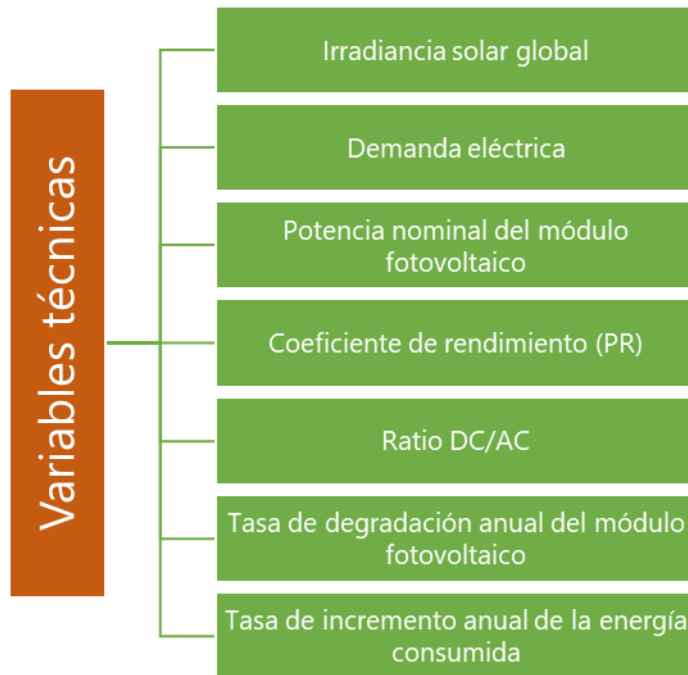 Variables técnicas
Irradiancia solar global
Demanda eléctrica
Potencia nominal del módulo
fotovoltaico
Coeficiente de rendimiento (PR)
Ratio DC/AC
Tasa de degradación anual del módulo
fotovoltaico
Tasa de incremento anual de la energía
consumida